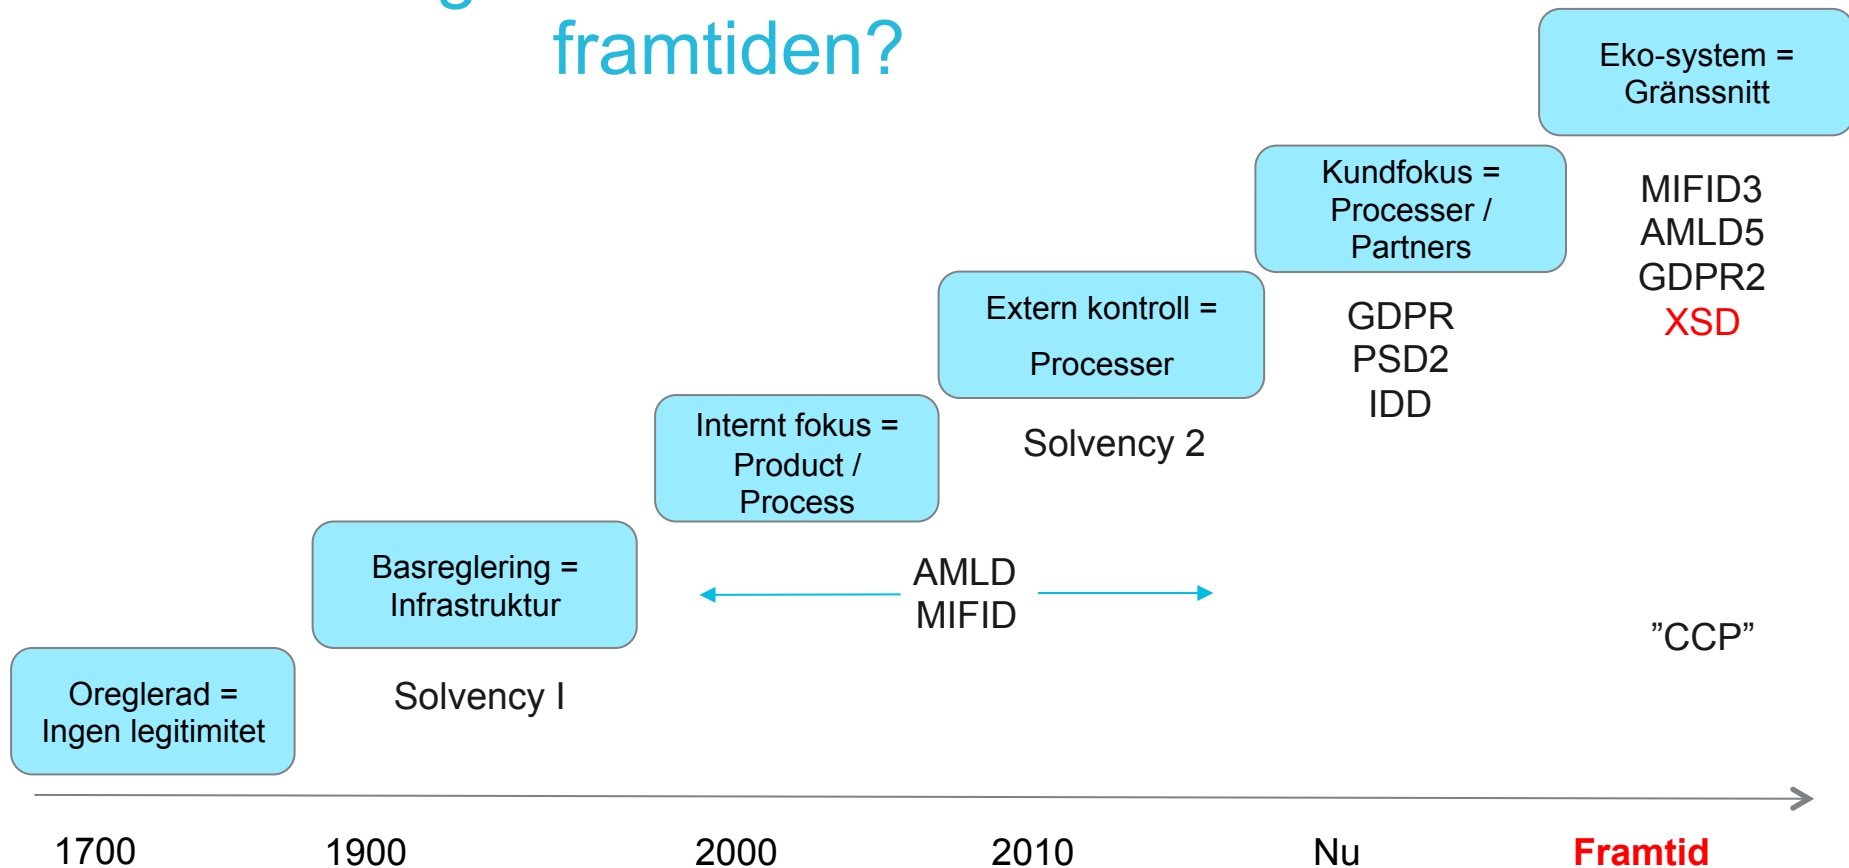 framtiden?
Eko-system =
Gränssnitt
Kundfokus =
Processer /
Partners
MIFID3
AMLD5
GDPR2
XSD
Extern kontroll =
Processer
GDPR
PSD2
IDD
Internt fokus =
Product /
Process
Solvency 2
Basreglering =
Infrastruktur
AMLD
MIFID
”CCP”
Oreglerad =
Ingen legitimitet
Solvency I
1700 1900 2000 2010 Nu Framtid